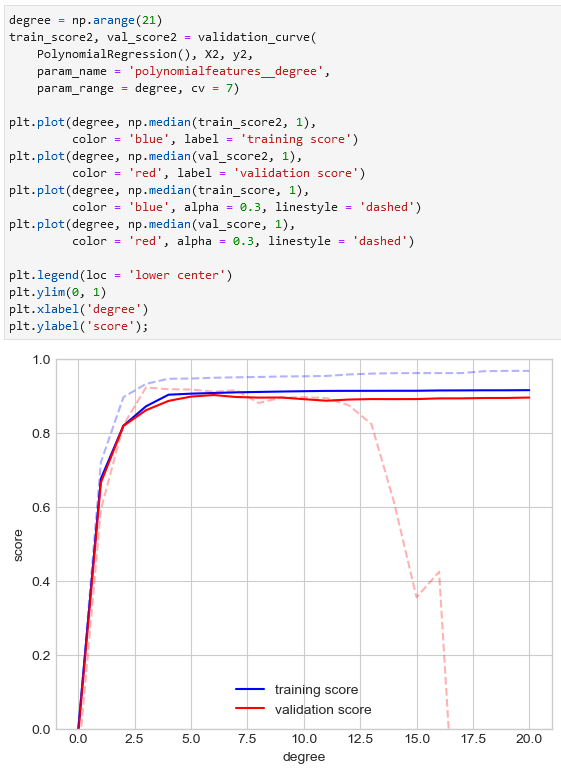 degree = np.arange(21)
train_score2, val_score2 = validation_curve(
    PolynomialRegression(), X2, y2,
    param_name = 'polynomialfeatures__degree',
    param_range = degree, cv = 7)

plt.plot(degree, np.median(train_score2, 1),
         color = 'blue', label = 'training score')
plt.plot(degree, np.median(val_score2, 1),
         color = 'red', label = 'validation score')
plt.plot(degree, np.median(train_score, 1),
         color = 'blue', alpha = 0.3, linestyle = 'dashed')
plt.plot(degree, np.median(val_score, 1),
         color = 'red', alpha = 0.3, linestyle = 'dashed')

plt.legend(loc = 'lower center')
plt.ylim(0, 1)
plt.xlabel('degree')
plt.ylabel('score');
1.0
0.8
0.6
score
0.4
0.2
training score
validation score
0.0
0.0 2.5 5.0 7.5 10.0 12.5 15.0 17.5 20.0
degree